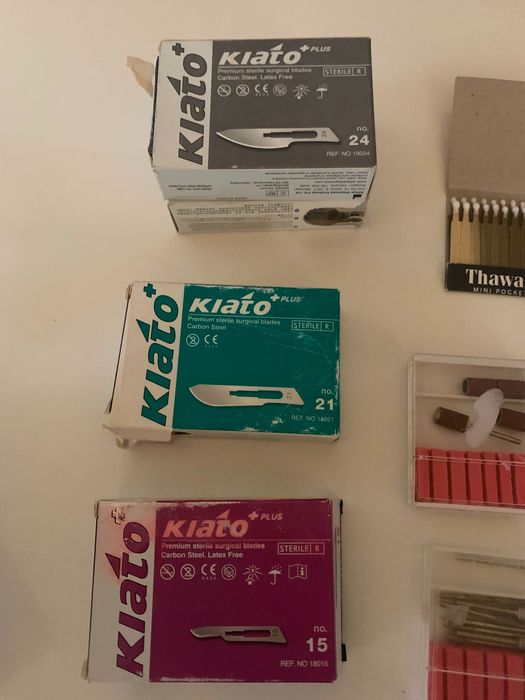 Kiato+
Kiato+ PLUS
Premium sterile surgical blades
Carbon Steel. Latex Free
STERILE R
24
no.
24
REF. NO 18024
Kiato+
Kiato+ PLUS
Premium sterile surgical blades
Carbon Steel
STERILE R
21
no.
21
REF. NO 18021
Kiato+
Kiato+ PLUS
Premium sterile surgical blades
Carbon Steel. Latex Free
STERILE R
no.
15
REF. NO 18015
Thawa
MINI POCKE